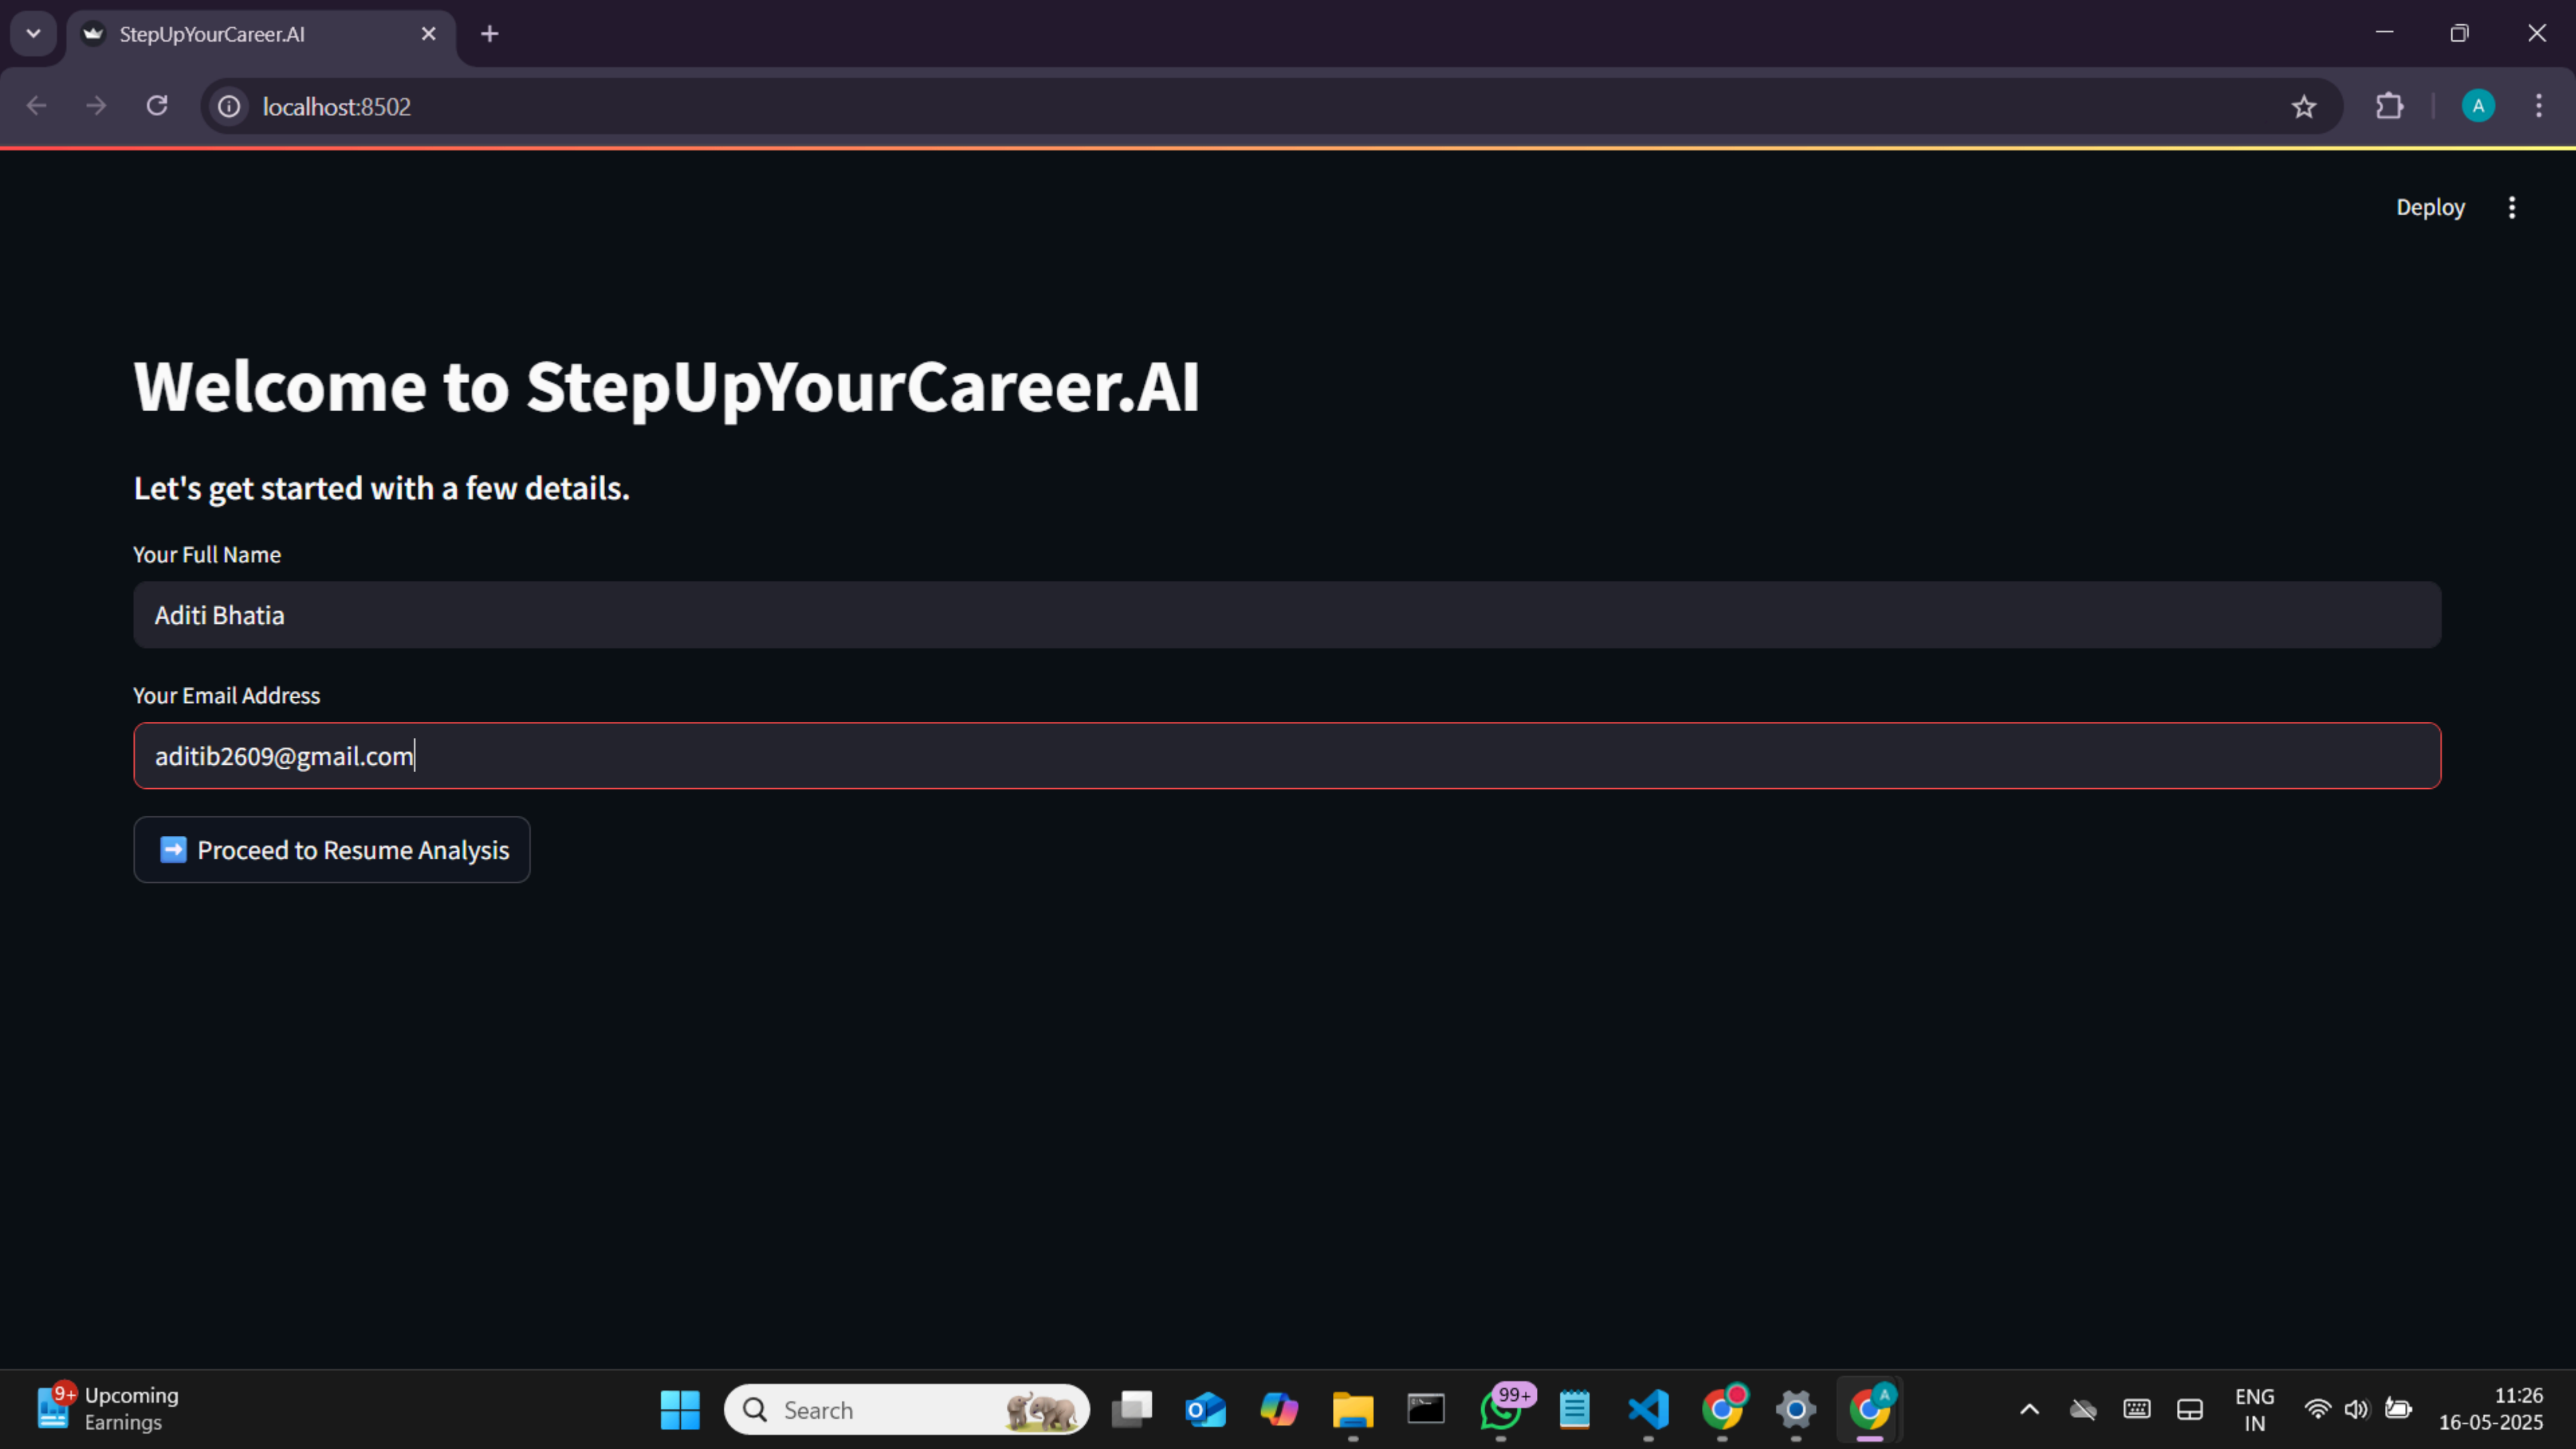 StepUpYourCareer.AI
localhost:8502
A
Deploy
Welcome to StepUpYourCareer.AI
Let's get started with a few details.
Your Full Name
Aditi Bhatia
Your Email Address
aditib2609@gmail.com
Proceed to Resume Analysis
9+
Upcoming
Earnings
Search
99+
A
ENG
IN
11:26
16-05-2025